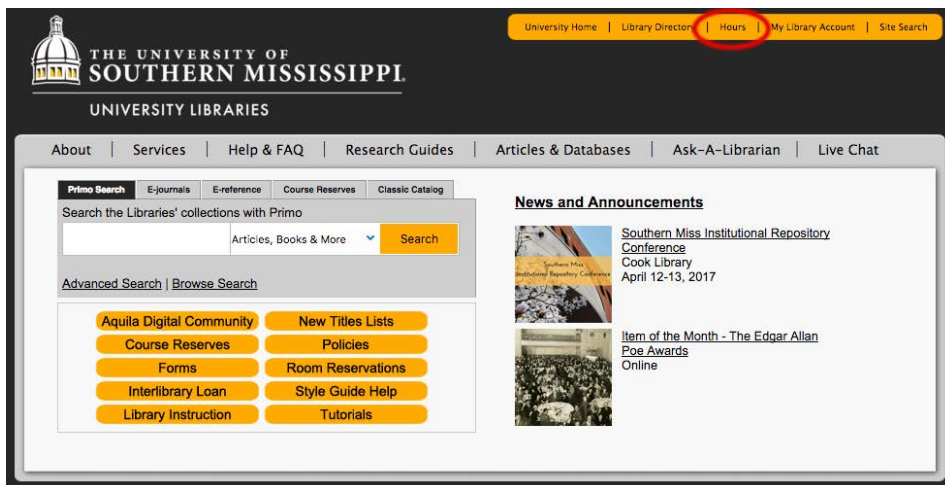 University Home | Library Directory | Hours | My Library Account | Site Search
THE UNIVERSITY OF
SOUTHERN MISSISSIPPI.
UNIVERSITY LIBRARIES
About | Services | Help & FAQ | Research Guides | Articles & Databases | Ask-A-Librarian | Live Chat
Primo Search E-journals E-reference Course Reserves Classic Catalog
Search the Libraries' collections with Primo
Articles, Books & More Search
Advanced Search | Browse Search
Aquila Digital Community New Titles Lists
Course Reserves Policies
Forms Room Reservations
Interlibrary Loan Style Guide Help
Library Instruction Tutorials
News and Announcements
Southern Miss
Institutional Repository Conference
Southern Miss Institutional Repository
Conference
Cook Library
April 12-13, 2017
Item of the Month - The Edgar Allan
Poe Awards
Online